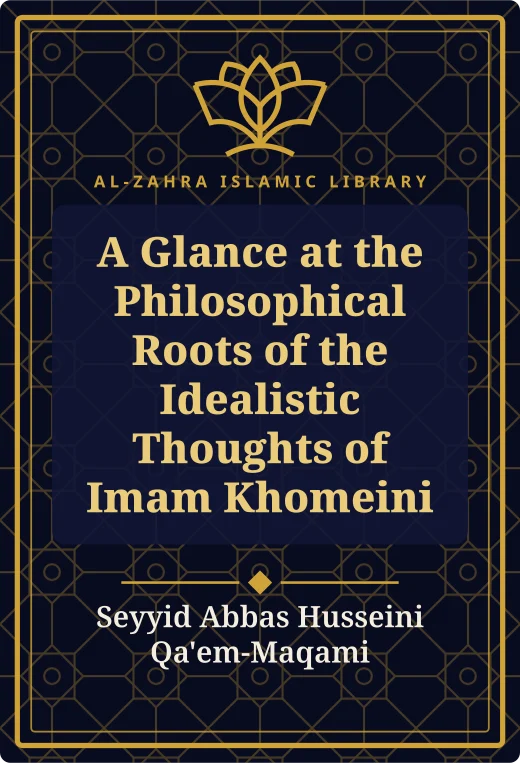 AL-ZAHRA ISLAMIC LIBRARY
A Glance at the
Philosophical
Roots of the
Idealistic
Thoughts of
Imam Khomeini
Seyyid Abbas Husseini
Qa'em-Maqami